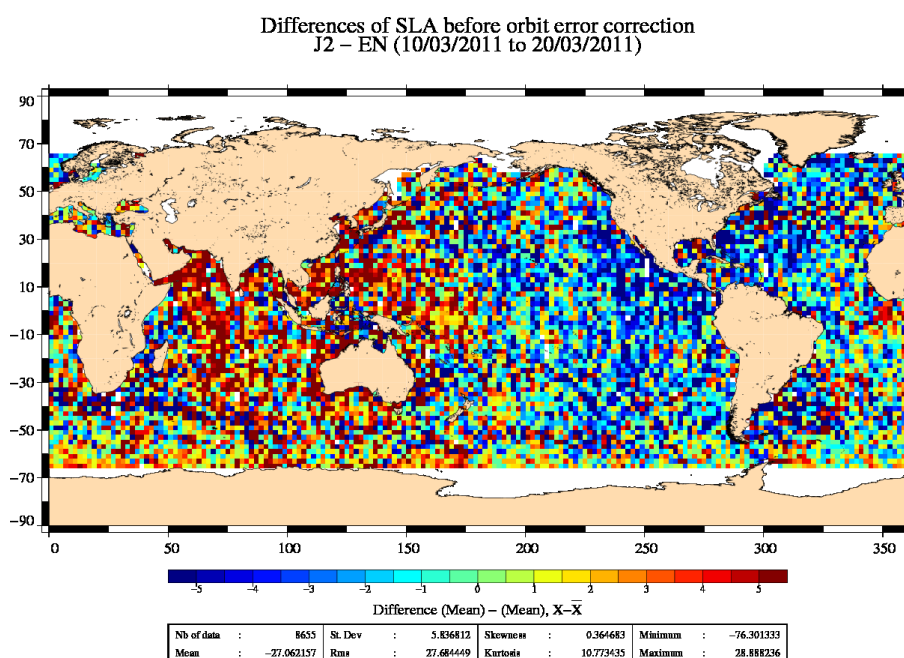 Differences of SLA before orbit error correction
J2 – EN (10/03/2011 to 20/03/2011)
90
70
50
30
10
−10
−30
−50
−70
−90
0 50 100 150 200 250 300 350
−5 −4 −3 −2 −1 0 1 2 3 4 5
Difference (Mean) – (Mean), X–X̅
Nb of data : 8655 St. Dev : 5.836812 Skewness : 0.364683 Minimum : −76.301333
Mean : −27.062157 Rms : 27.684449 Kurtosis : 10.773435 Maximum : 28.888236